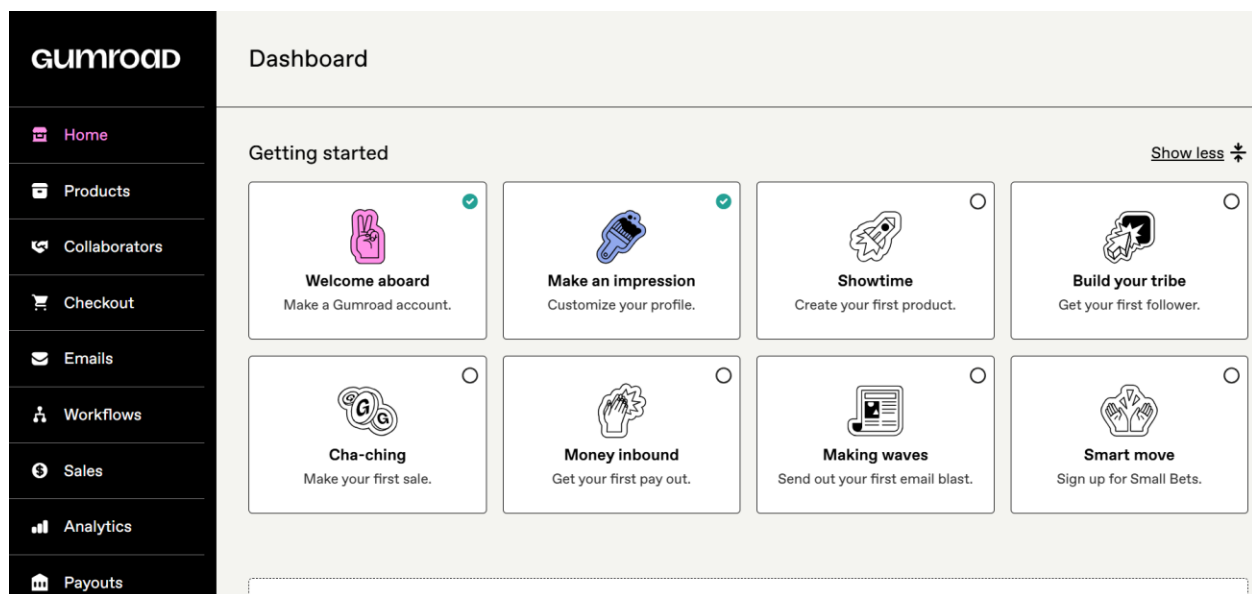 Gumroad
Dashboard
Home
Products
Collaborators
Checkout
Emails
Workflows
Sales
Analytics
Payouts
Getting started
Show less
Welcome aboard
Make a Gumroad account.
Make an impression
Customize your profile.
Showtime
Create your first product.
Build your tribe
Get your first follower.
G G G
Cha-ching
Make your first sale.
Money inbound
Get your first pay out.
Making waves
Send out your first email blast.
Smart move
Sign up for Small Bets.